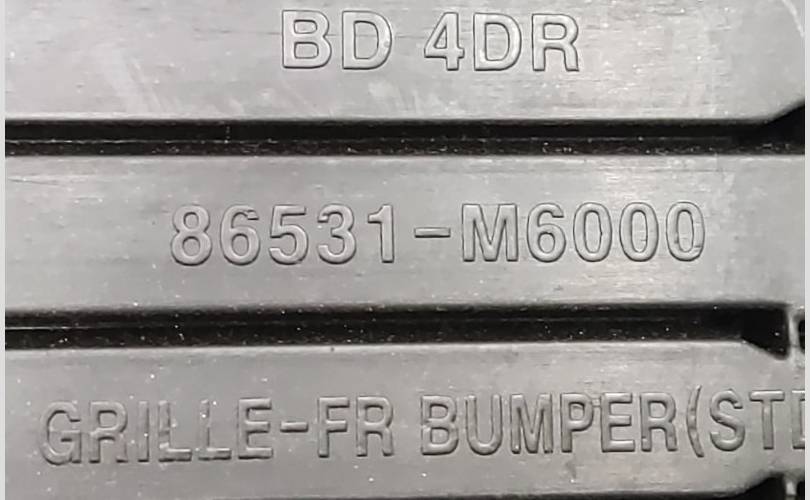 BD 4DR
86531-M6000
GRILLE-FR BUMPER(ST